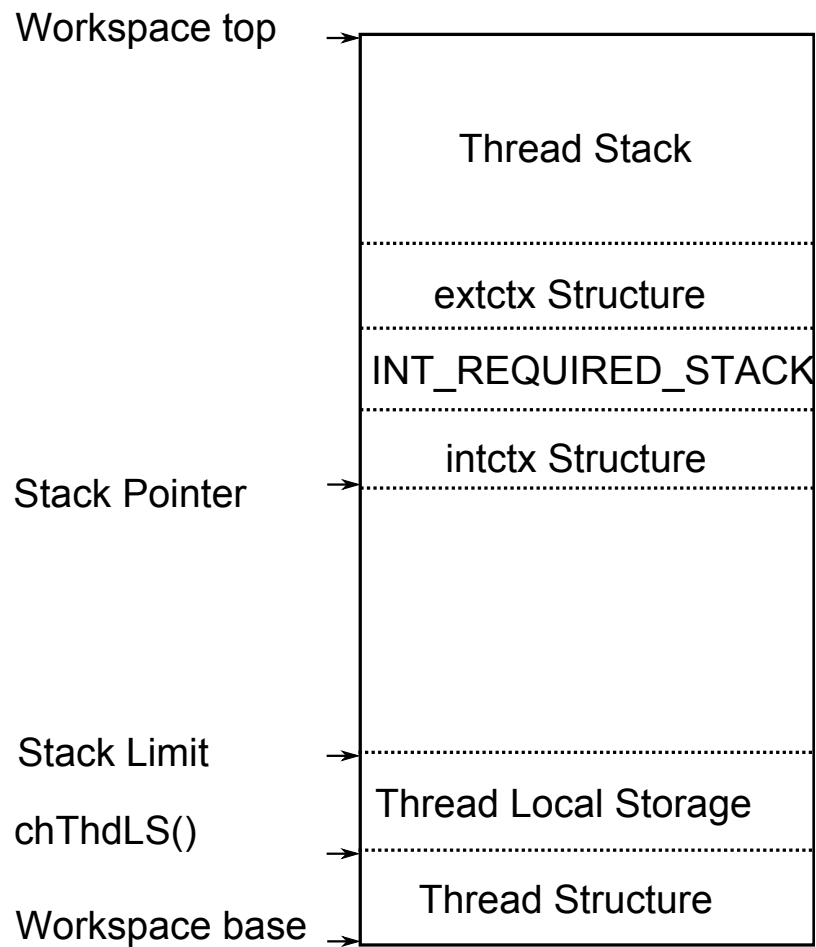 Workspace top
Thread Stack
extctx Structure
INT_REQUIRED_STACK
intctx Structure
Stack Pointer
Stack Limit
Thread Local Storage
chThdLS()
Thread Structure
Workspace base